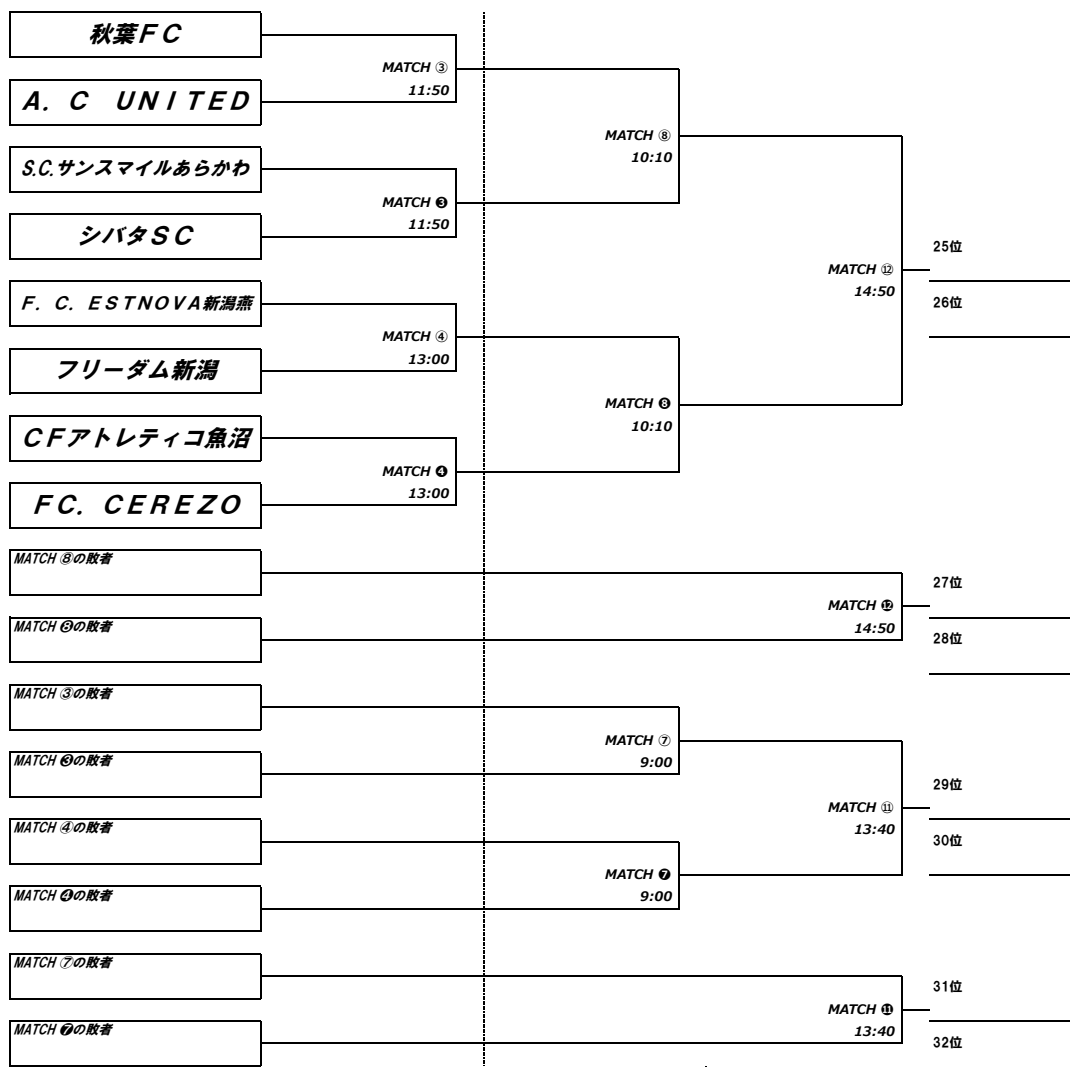 秋葉ＦＣ
MATCH ③
11:50
Ａ．Ｃ　ＵＮＩＴＥＤ
MATCH ⑧
10:10
S.C.サンスマイルあらかわ
MATCH ❸
11:50
シバタＳＣ
25位
MATCH ⑫
14:50
Ｆ．Ｃ．ＥＳＴＮＯＶＡ新潟燕
26位
MATCH ④
13:00
フリーダム新潟
MATCH ❽
10:10
ＣＦアトレティコ魚沼
MATCH ❹
13:00
ＦＣ．ＣＥＲＥＺＯ
MATCH ⑧の敗者
27位
MATCH ⓬
14:50
MATCH ❽の敗者
28位
MATCH ③の敗者
MATCH ⑦
9:00
MATCH ❸の敗者
29位
MATCH ⑪
13:40
MATCH ④の敗者
30位
MATCH ❼
9:00
MATCH ❹の敗者
MATCH ⑦の敗者
31位
MATCH ⓫
13:40
MATCH ❼の敗者
32位